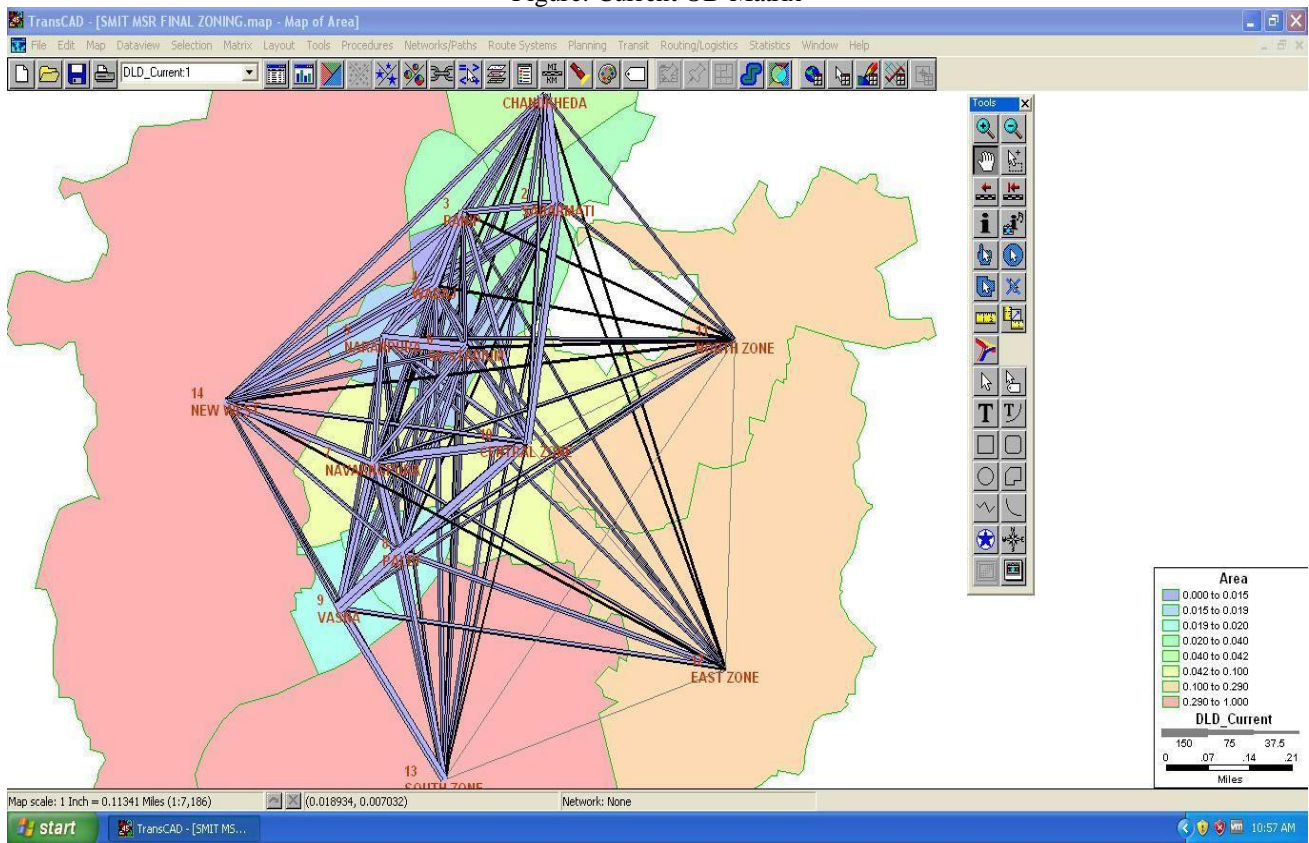 Figure: Current OD Matrix
TransCAD - [SMIT MSR FINAL ZONING.map - Map of Area]
File Edit Map Dataview Selection Matrix Layout Tools Procedures Networks/Paths Route Systems Planning Transit Routing/Logistics Statistics Window Help
DLD_Current:1
MI
RM
Tools
CHANDKHEDA
2
SABARMATI
3
RANIP
WADAJ
NARANPURA
NORTH ZONE
14
NEW WEST
10
CENTRAL ZONE
7
NAVARANGPURA
8
PALDI
9
VASNA
EAST ZONE
13
SOUTH ZONE
T T
Area
0.000 to 0.015
0.015 to 0.019
0.019 to 0.020
0.020 to 0.040
0.040 to 0.042
0.042 to 0.100
0.100 to 0.290
0.290 to 1.000
DLD_Current
150 75 37.5
0 .07 .14 .21
Miles
Map scale: 1 Inch = 0.11341 Miles (1:7,186) (0.018934, 0.007032) Network: None
start TransCAD - [SMIT MS... 10:57 AM